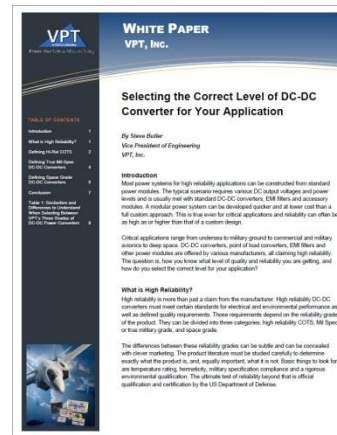 VPT
WHITE PAPER
VPT, INC.
TABLE OF CONTENTS
Introduction 1
What is High Reliability? 1
Defining Hi-Rel COTS 2
Defining True Mil-Spec
DC-DC Converters 4
Defining Space Grade
DC-DC Converters
Conclusion 7
Table 1: Similarities and
Differences to Understand
When Selecting Between
VPT's Three Grades of
DC-DC Power Converters 8
Selecting the Correct Level of DC-DC
Converter for Your Application
By Steve Butler
Vice President of Engineering
VPT, Inc.
Introduction
Most power systems for high reliability applications can be constructed from standard
power modules. The typical scenario requires various DC output voltages and power
levels and is usually met with standard DC-DC converters, EMI filters and accessory
modules. A modular power system can be developed quicker and at lower cost than a
full custom approach. This is even for critical applications and reliability can often be
as high as or higher than that of a custom design.
Critical applications range from undersea to military ground to commercial and military
avionics to deep space. DC-DC converters, point of load converters, EMI filters and
other power modules are offered by various manufacturers, all claiming high reliability.
The question is, how you know what level of quality and reliability you are getting, and
how do you select the correct level for your application?
What is High Reliability?
High reliability is more than just a claim from the manufacturer. High reliability DC-DC
converters must meet certain standards for electrical and environmental performance as
well as defined quality requirements. Those requirements depend on the reliability grade
of the product. They can be divided into three categories: high reliability COTS, Mil Spec
or true military grade, and space grade.
The differences between these reliability grades can be subtle and can be concealed
with clever marketing. The product literature must be studied carefully to determine
exactly what the product is, and, equally important, what it is not. Basic things to look for
are temperature rating, hermeticity, military specification compliance and a rigorous
environmental qualification. The ultimate test of reliability beyond that is official
qualification and certification by the US Department of Defense.